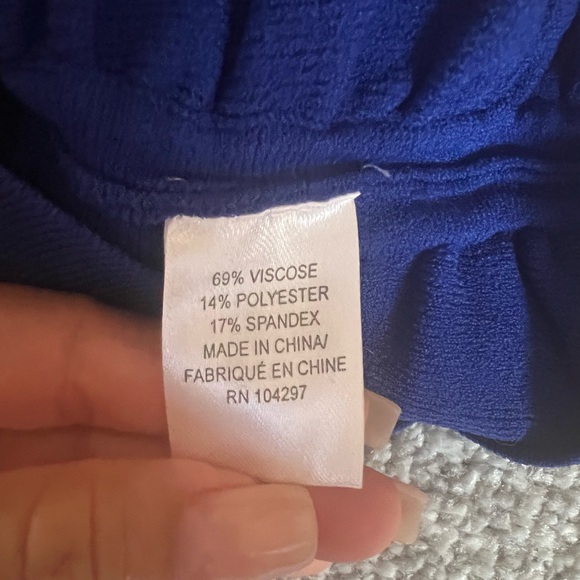 69% VISCOSE
14% POLYESTER
17% SPANDEX
MADE IN CHINA/
FABRIQUÉ EN CHINE
RN 104297